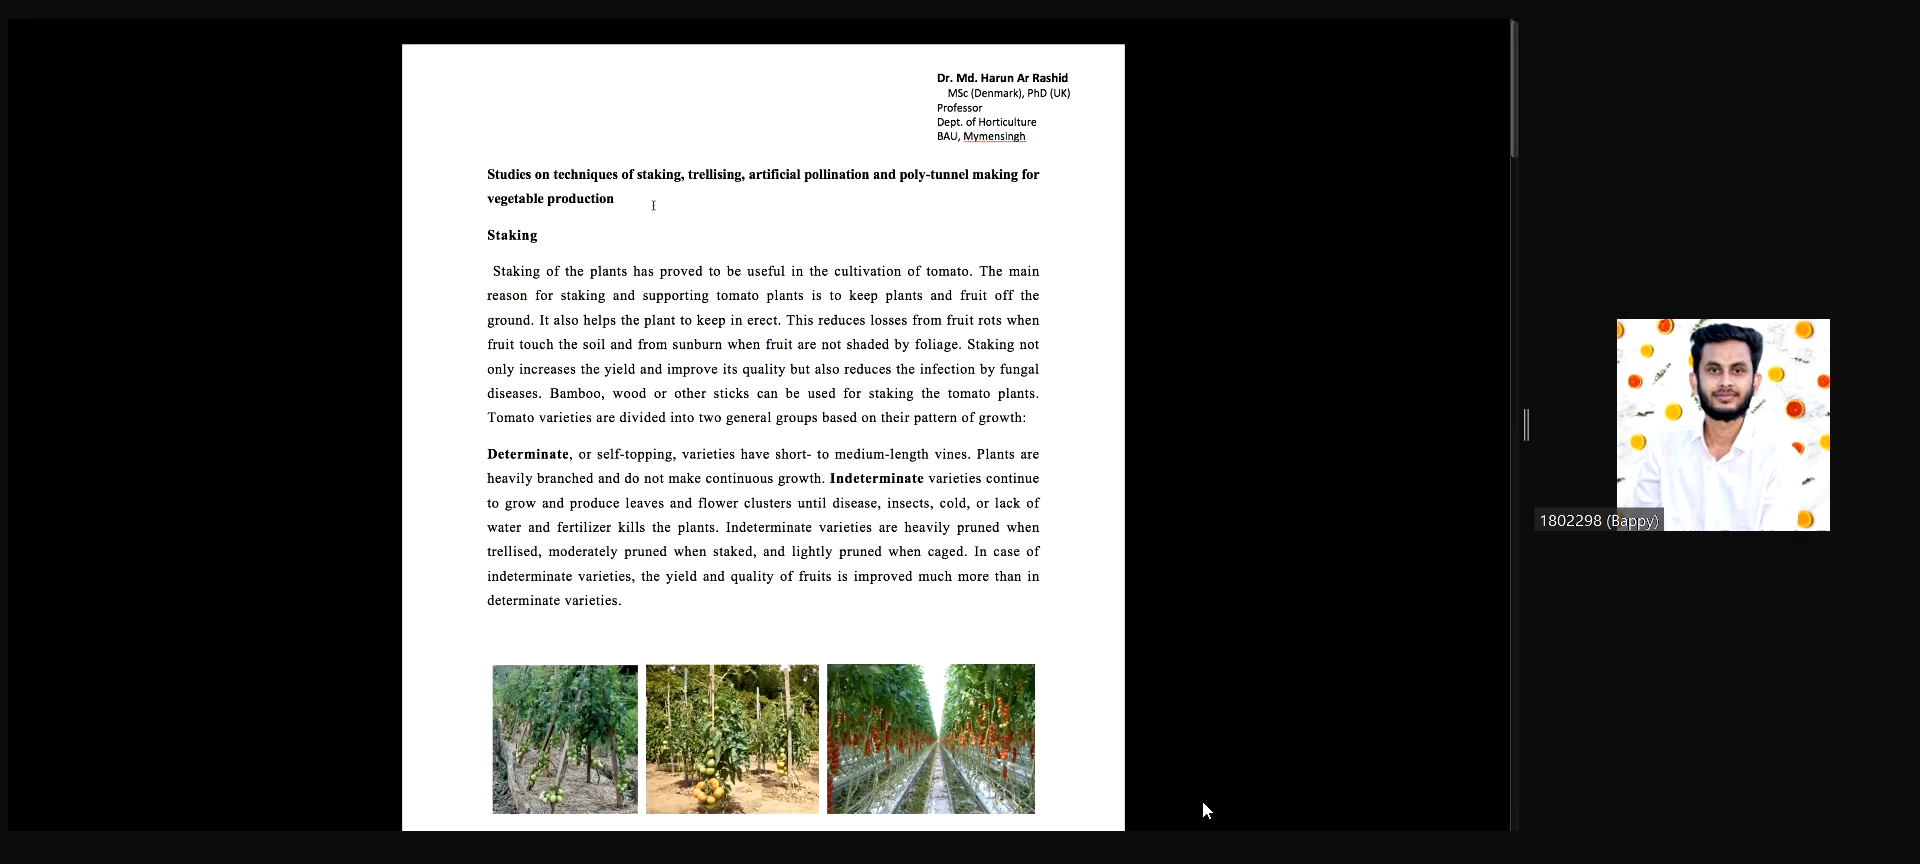 Dr. Md. Harun Ar Rashid
MSc (Denmark), PhD (UK)
Professor
Dept. of Horticulture
BAU, Mymensingh
Studies on techniques of staking, trellising, artificial pollination and poly-tunnel making for
vegetable production
Staking
Staking of the plants has proved to be useful in the cultivation of tomato. The main
reason for staking and supporting tomato plants is to keep plants and fruit off the
ground. It also helps the plant to keep in erect. This reduces losses from fruit rots when
fruit touch the soil and from sunburn when fruit are not shaded by foliage. Staking not
only increases the yield and improve its quality but also reduces the infection by fungal
diseases. Bamboo, wood or other sticks can be used for staking the tomato plants.
Tomato varieties are divided into two general groups based on their pattern of growth:
Determinate, or self-topping, varieties have short- to medium-length vines. Plants are
heavily branched and do not make continuous growth. Indeterminate varieties continue
to grow and produce leaves and flower clusters until disease, insects, cold, or lack of
water and fertilizer kills the plants. Indeterminate varieties are heavily pruned when
trellised, moderately pruned when staked, and lightly pruned when caged. In case of
indeterminate varieties, the yield and quality of fruits is improved much more than in
determinate varieties.
1802298 (Bappy)